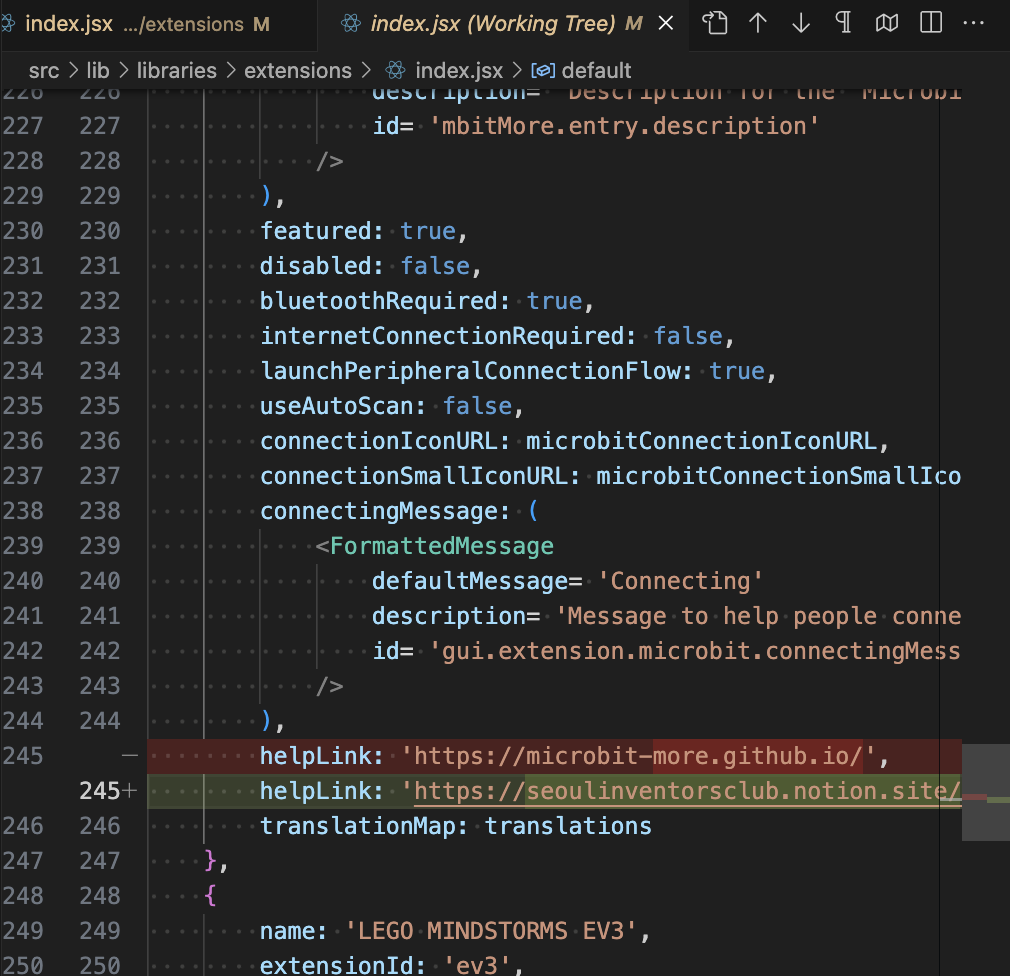 index.jsx .../extensions M
index.jsx (Working Tree) M
src > lib > libraries > extensions > index.jsx > default
226 226 description= 'Description for the 'Microbi
227 227 id= 'mbitMore.entry.description'
228 228 />
229 229 ),
230 230 featured: true,
231 231 disabled: false,
232 232 bluetoothRequired: true,
233 233 internetConnectionRequired: false,
234 234 launchPeripheralConnectionFlow: true,
235 235 useAutoScan: false,
236 236 connectionIconURL: microbitConnectionIconURL,
237 237 connectionSmallIconURL: microbitConnectionSmallIco
238 238 connectingMessage: (
239 239 <FormattedMessage
240 240 defaultMessage= 'Connecting'
241 241 description= 'Message to help people conne
242 242 id= 'gui.extension.microbit.connectingMess
243 243 />
244 244 ),
245 — helpLink: 'https://microbit-more.github.io/',
245+ helpLink: 'https://seoulinventorsclub.notion.site/
246 246 translationMap: translations
247 247 },
248 248 {
249 249 name: 'LEGO MINDSTORMS EV3',
250 250 extensionId: 'ev3',